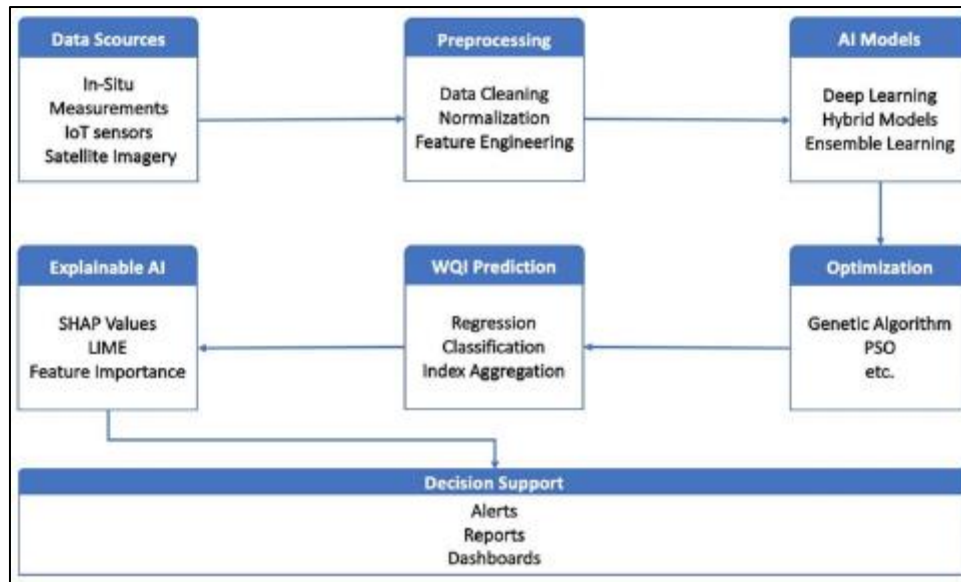 Data Scources
In-Situ
Measurements
IoT sensors
Satellite Imagery
Preprocessing
Data Cleaning
Normalization
Feature Engineering
AI Models
Deep Learning
Hybrid Models
Ensemble Learning
Explainable AI
SHAP Values
LIME
Feature Importance
WQI Prediction
Regression
Classification
Index Aggregation
Optimization
Genetic Algorithm
PSO
etc.
Decision Support
Alerts
Reports
Dashboards